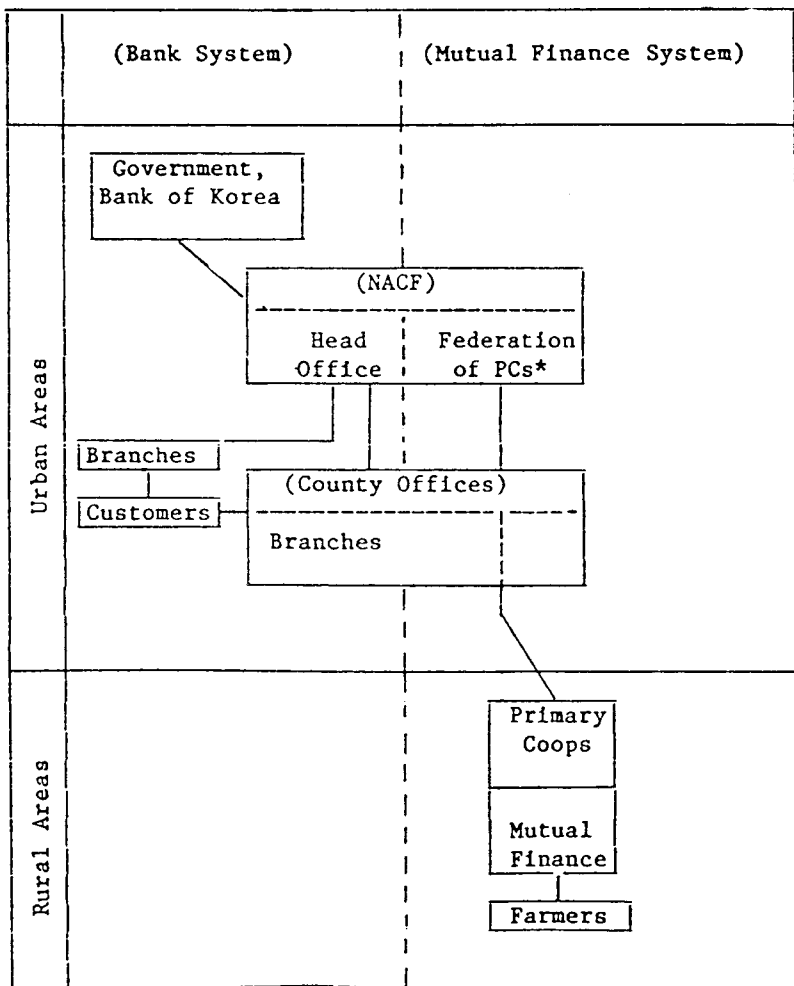 (Bank System)
(Mutual Finance System)
Urban Areas
Government,
Bank of Korea
(NACF)
Head
Office
Federation
of PCs*
Branches
Customers
(County Offices)
Branches
Rural Areas
Primary
Coops
Mutual
Finance
Farmers